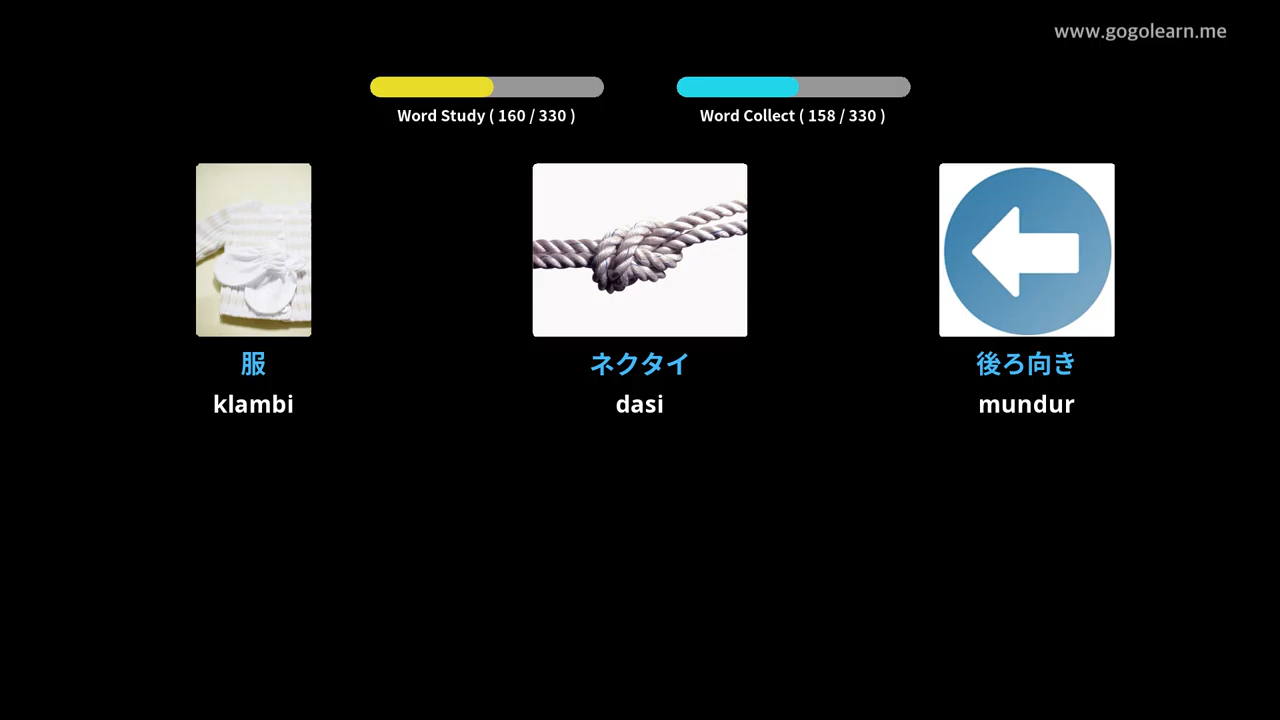 www.gogolearn.me
Word Study ( 160 / 330 )
Word Collect ( 158 / 330 )
服
klambi
ネクタイ
dasi
後ろ向き
mundur